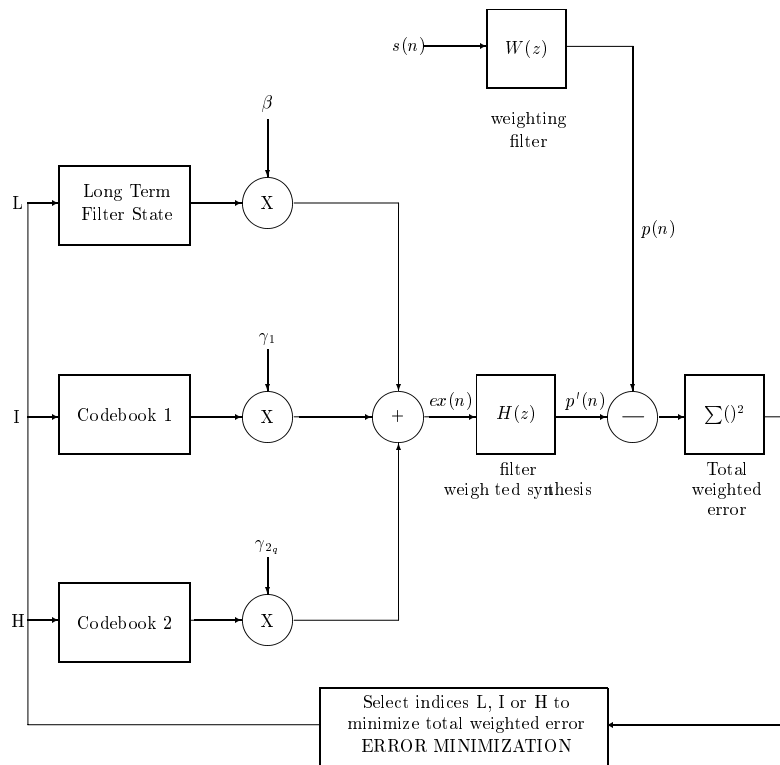 s(n)
W(z)
weighting
filter
β
L
Long Term
Filter State
X
p(n)
γ1
I
Codebook 1
X
+
ex(n)
H(z)
p'(n)
—
∑()²
filter
weigh ted synthesis
Total
weighted
error
γ2q
H
Codebook 2
X
Select indices L, I or H to
minimize total weighted error
ERROR MINIMIZATION